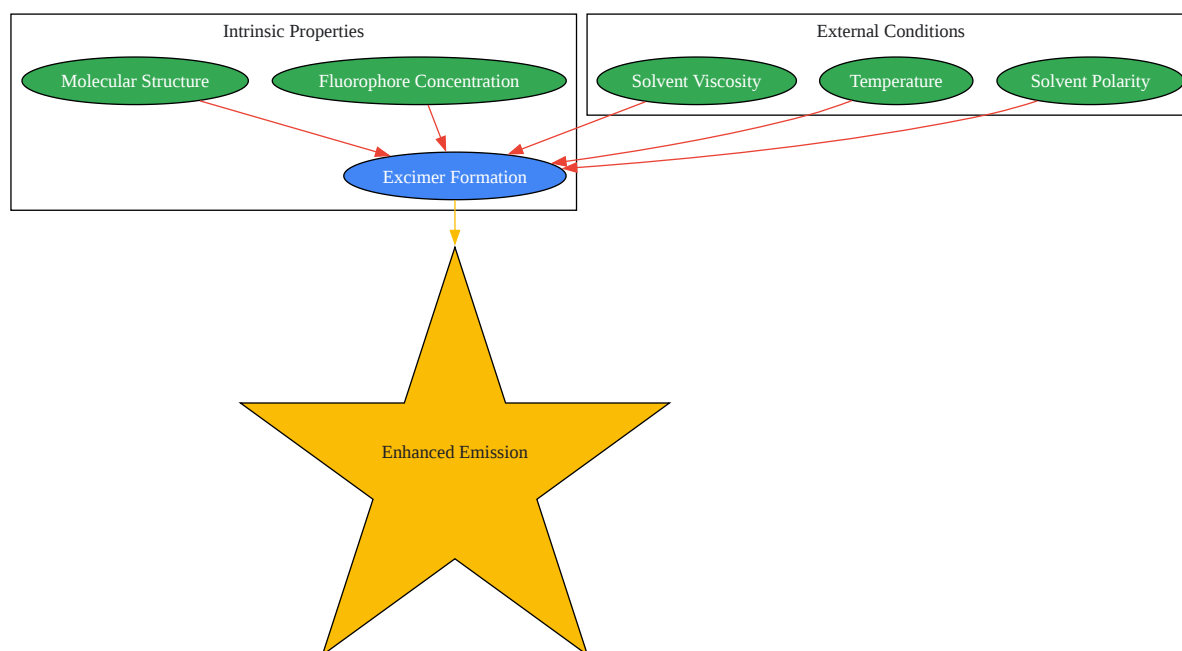 Intrinsic Properties
External Conditions
Molecular Structure
Fluorophore Concentration
Solvent Viscosity
Temperature
Solvent Polarity
Excimer Formation
Enhanced Emission